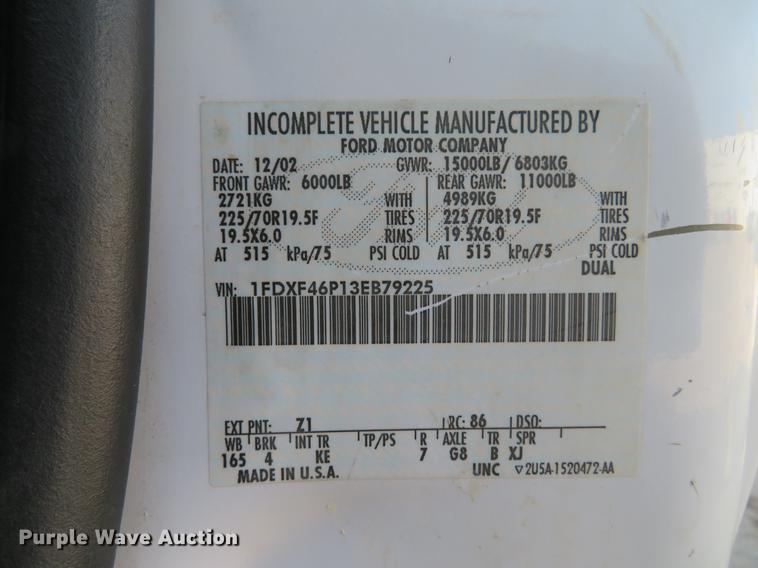 INCOMPLETE VEHICLE MANUFACTURED BY
FORD MOTOR COMPANY
DATE: 12/02 GVWR: 15000LB/ 6803KG
FRONT GAWR: 6000LB REAR GAWR: 11000LB
2721KG WITH 4989KG WITH
225/70R19.5F TIRES 225/70R19.5F TIRES
19.5X6.0 RIMS 19.5X6.0 RIMS
AT 515 kPa/75 PSI COLD AT 515 kPa/75 PSI COLD
DUAL
VIN: 1FDXF46P13EB79225
EXT PNT: Z1 RC: 86 DSO:
WB BRK INT TR TP/PS R AXLE TR SPR
165 4 KE 7 G8 B XJ
MADE IN U.S.A. UNC ▽2U5A-1520472-AA
Purple Wave Auction